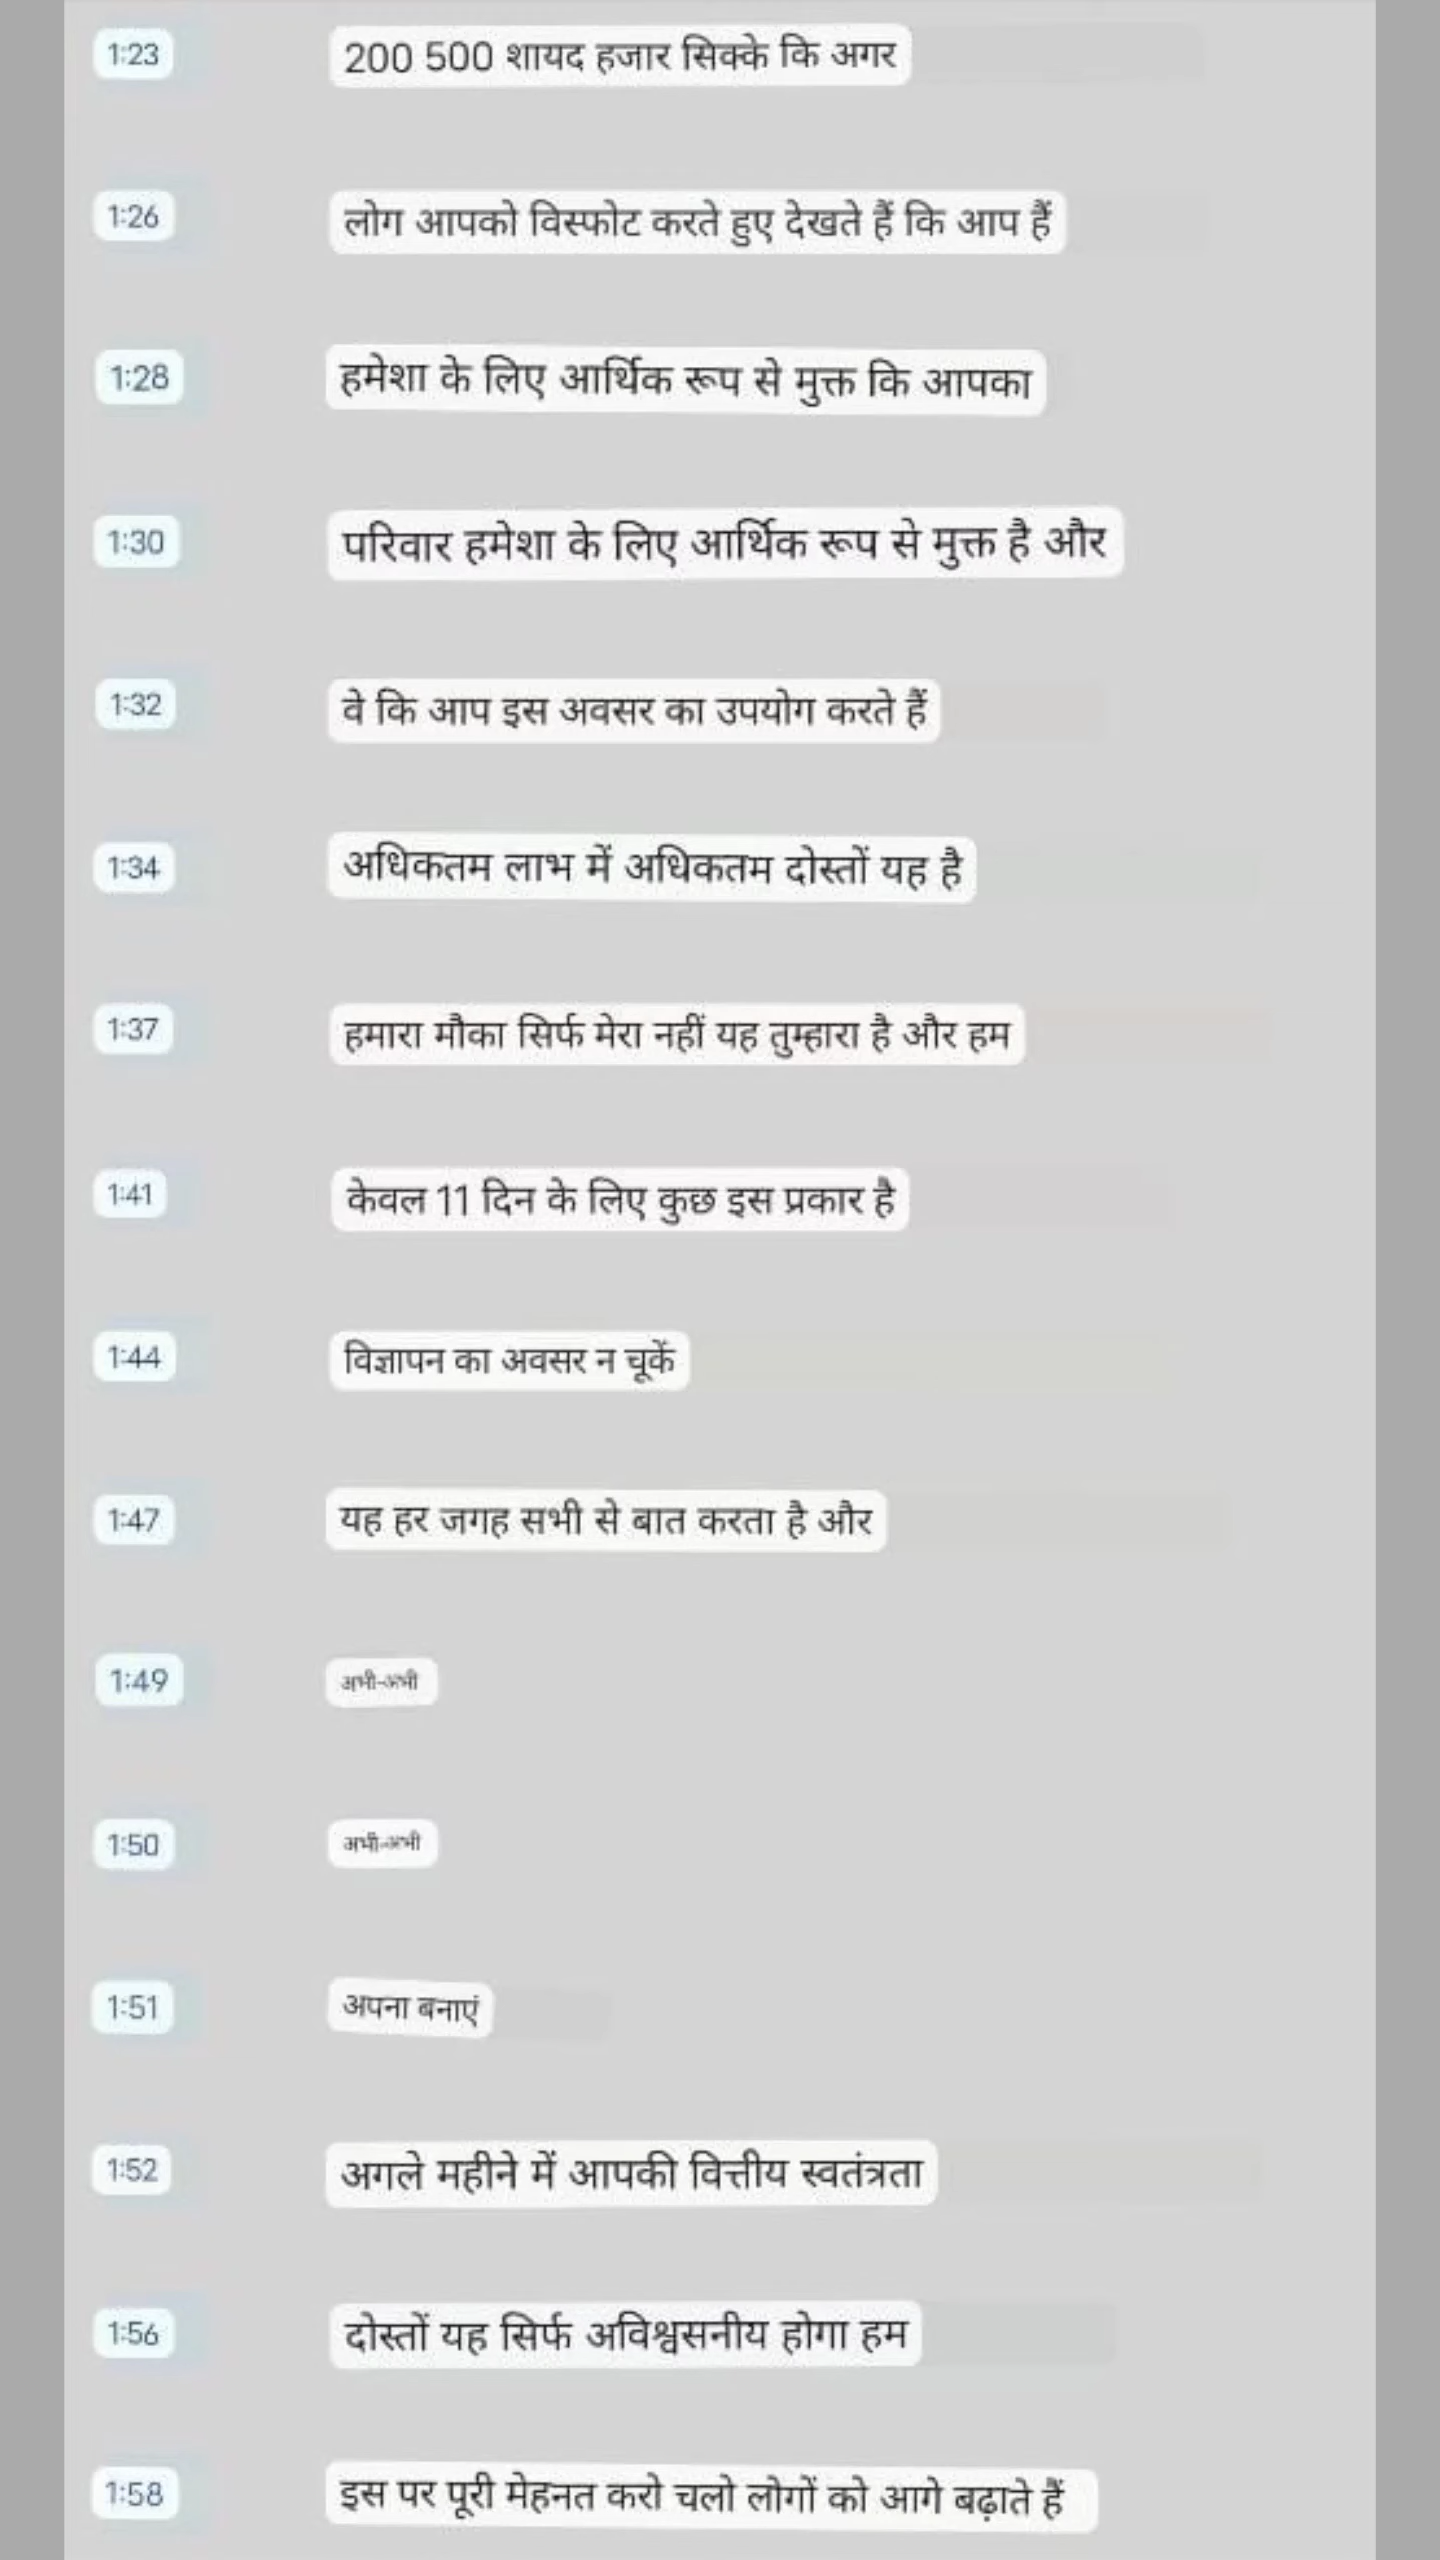 1:23 200 500 शायद हजार सिक्के कि अगर
1:26 लोग आपको विस्फोट करते हुए देखते हैं कि आप हैं
1:28 हमेशा के लिए आर्थिक रूप से मुक्त कि आपका
1:30 परिवार हमेशा के लिए आर्थिक रूप से मुक्त है और
1:32 वे कि आप इस अवसर का उपयोग करते हैं
1:34 अधिकतम लाभ में अधिकतम दोस्तों यह है
1:37 हमारा मौका सिर्फ मेरा नहीं यह तुम्हारा है और हम
1:41 केवल 11 दिन के लिए कुछ इस प्रकार है
1:44 विज्ञापन का अवसर न चूकें
1:47 यह हर जगह सभी से बात करता है और
1:49 अभी-अभी
1:50 अभी-अभी
1:51 अपना बनाएं
1:52 अगले महीने में आपकी वित्तीय स्वतंत्रता
1:56 दोस्तों यह सिर्फ अविश्वसनीय होगा हम
1:58 इस पर पूरी मेहनत करो चलो लोगों को आगे बढ़ाते हैं